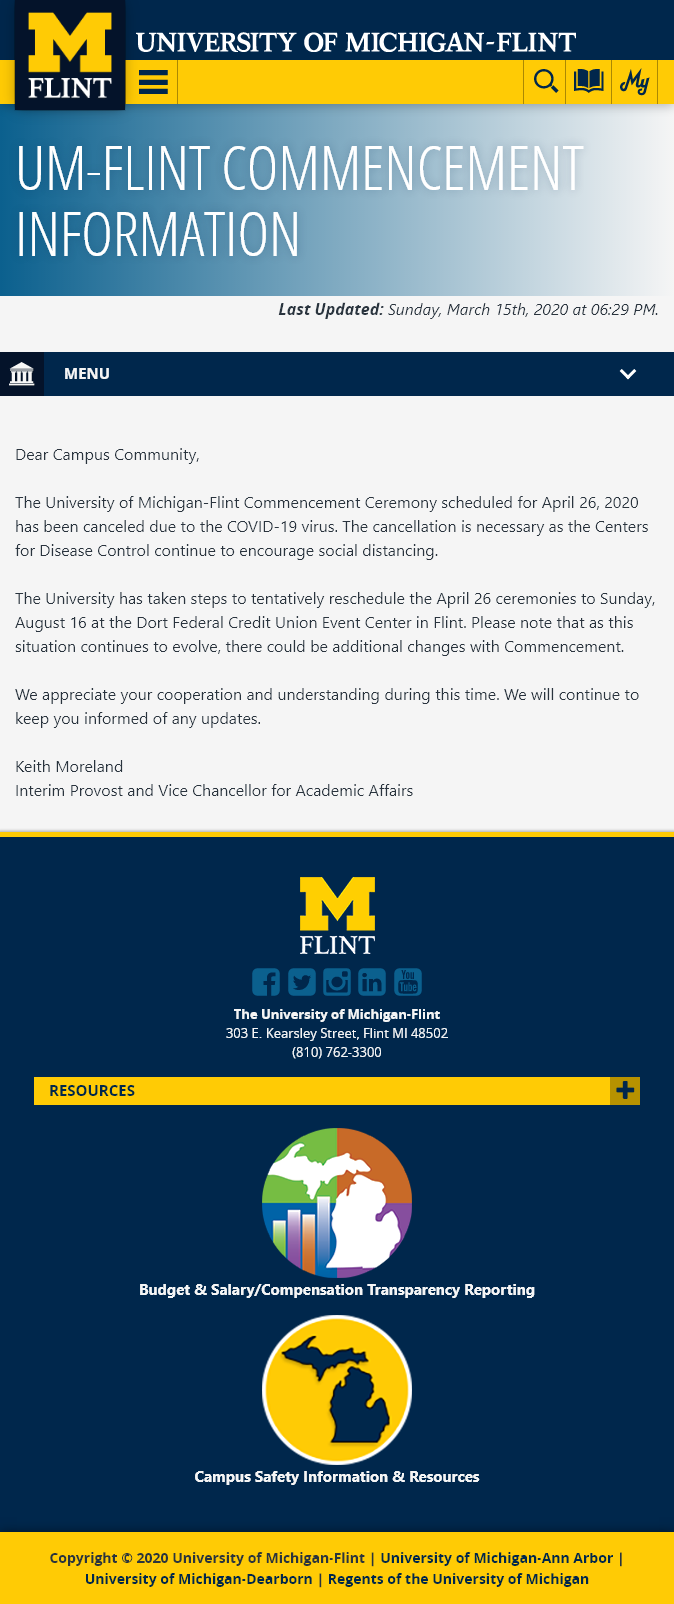 M
FLINT
UNIVERSITY OF MICHIGAN-FLINT
My
UM-FLINT COMMENCEMENT
INFORMATION
Last Updated: Sunday, March 15th, 2020 at 06:29 PM.
MENU
Dear Campus Community,
The University of Michigan-Flint Commencement Ceremony scheduled for April 26, 2020
has been canceled due to the COVID-19 virus. The cancellation is necessary as the Centers
for Disease Control continue to encourage social distancing.
The University has taken steps to tentatively reschedule the April 26 ceremonies to Sunday,
August 16 at the Dort Federal Credit Union Event Center in Flint. Please note that as this
situation continues to evolve, there could be additional changes with Commencement.
We appreciate your cooperation and understanding during this time. We will continue to
keep you informed of any updates.
Keith Moreland
Interim Provost and Vice Chancellor for Academic Affairs
M
FLINT
You
Tube
The University of Michigan-Flint
303 E. Kearsley Street, Flint MI 48502
(810) 762-3300
RESOURCES
Budget & Salary/Compensation Transparency Reporting
Campus Safety Information & Resources
Copyright © 2020 University of Michigan-Flint | University of Michigan-Ann Arbor |
University of Michigan-Dearborn | Regents of the University of Michigan